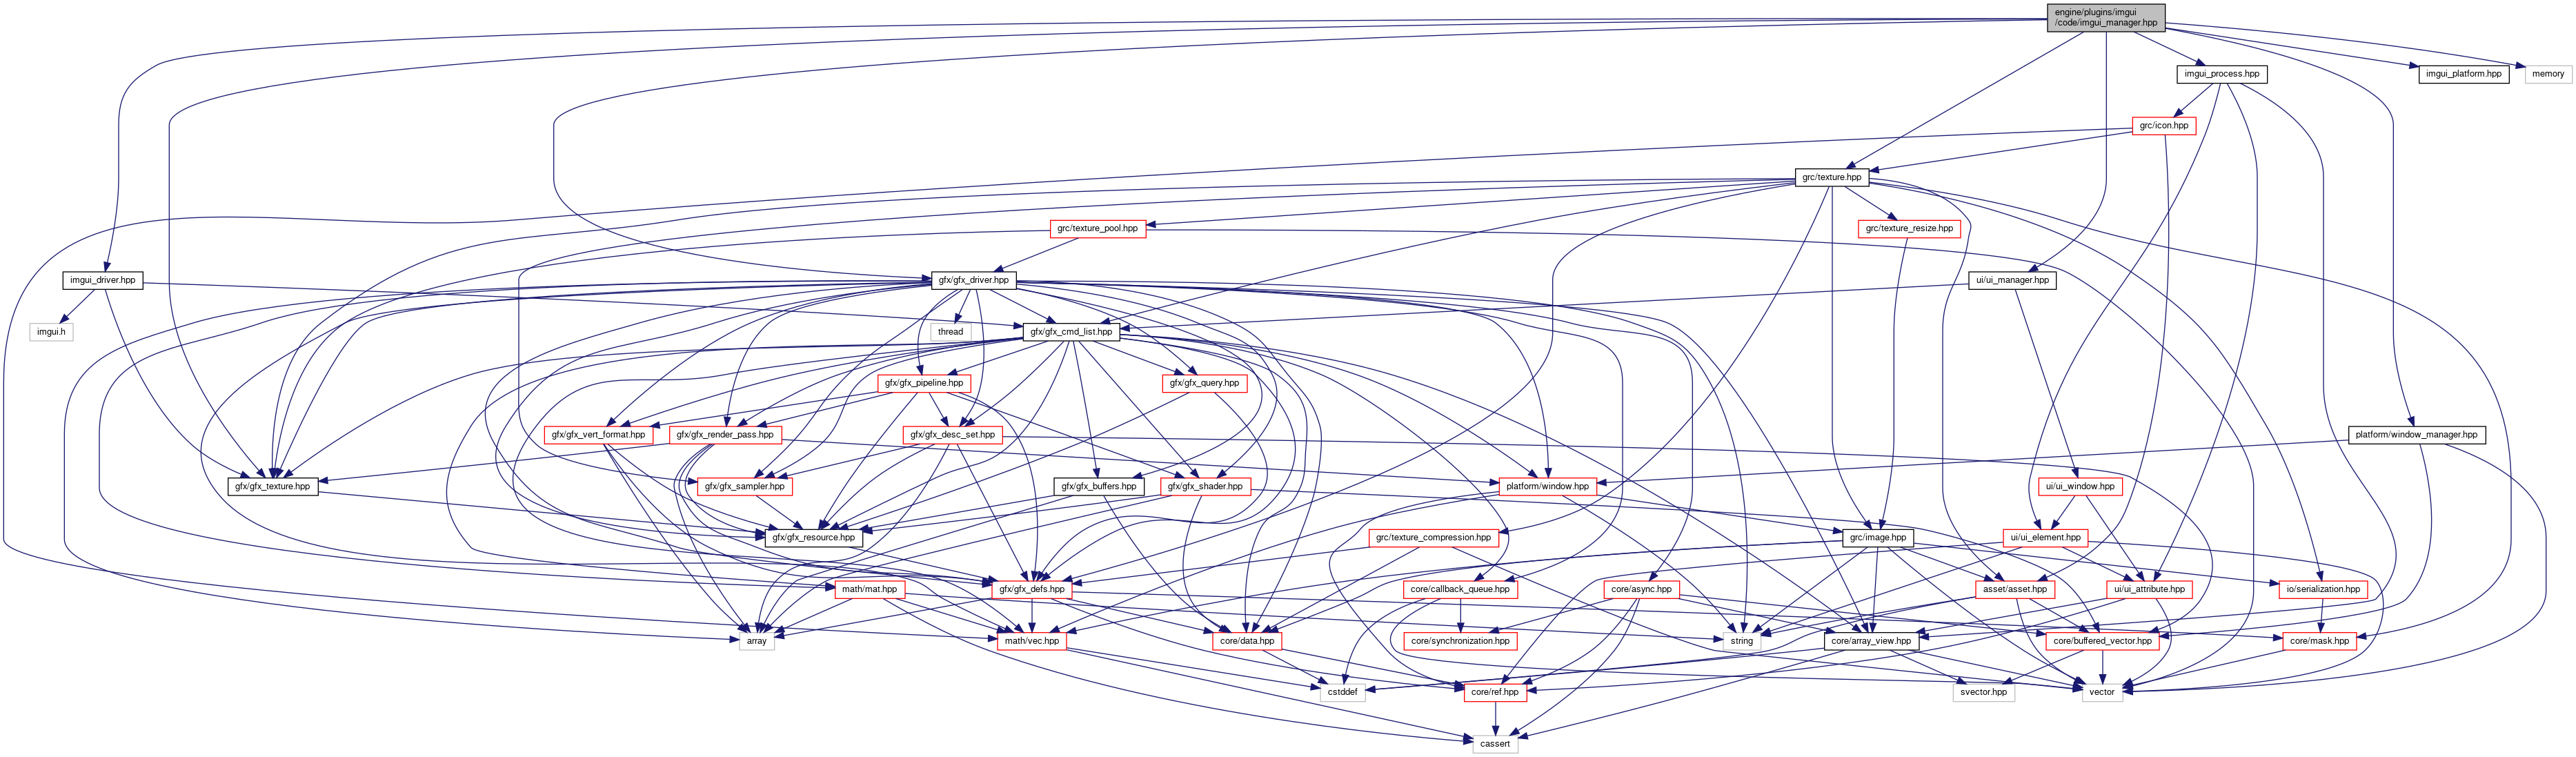 engine/plugins/imgui
/code/imgui_manager.hpp
imgui_process.hpp
imgui_platform.hpp
memory
grc/icon.hpp
grc/texture.hpp
grc/texture_pool.hpp
grc/texture_resize.hpp
imgui_driver.hpp
gfx/gfx_driver.hpp
ui/ui_manager.hpp
imgui.h
thread
gfx/gfx_cmd_list.hpp
gfx/gfx_pipeline.hpp
gfx/gfx_query.hpp
gfx/gfx_vert_format.hpp
gfx/gfx_render_pass.hpp
gfx/gfx_desc_set.hpp
platform/window_manager.hpp
gfx/gfx_texture.hpp
gfx/gfx_sampler.hpp
gfx/gfx_buffers.hpp
gfx/gfx_shader.hpp
platform/window.hpp
ui/ui_window.hpp
gfx/gfx_resource.hpp
grc/texture_compression.hpp
grc/image.hpp
ui/ui_element.hpp
math/mat.hpp
gfx/gfx_defs.hpp
core/callback_queue.hpp
core/async.hpp
asset/asset.hpp
ui/ui_attribute.hpp
io/serialization.hpp
array
math/vec.hpp
core/data.hpp
core/synchronization.hpp
string
core/array_view.hpp
core/buffered_vector.hpp
core/mask.hpp
cstddef
core/ref.hpp
svector.hpp
vector
cassert